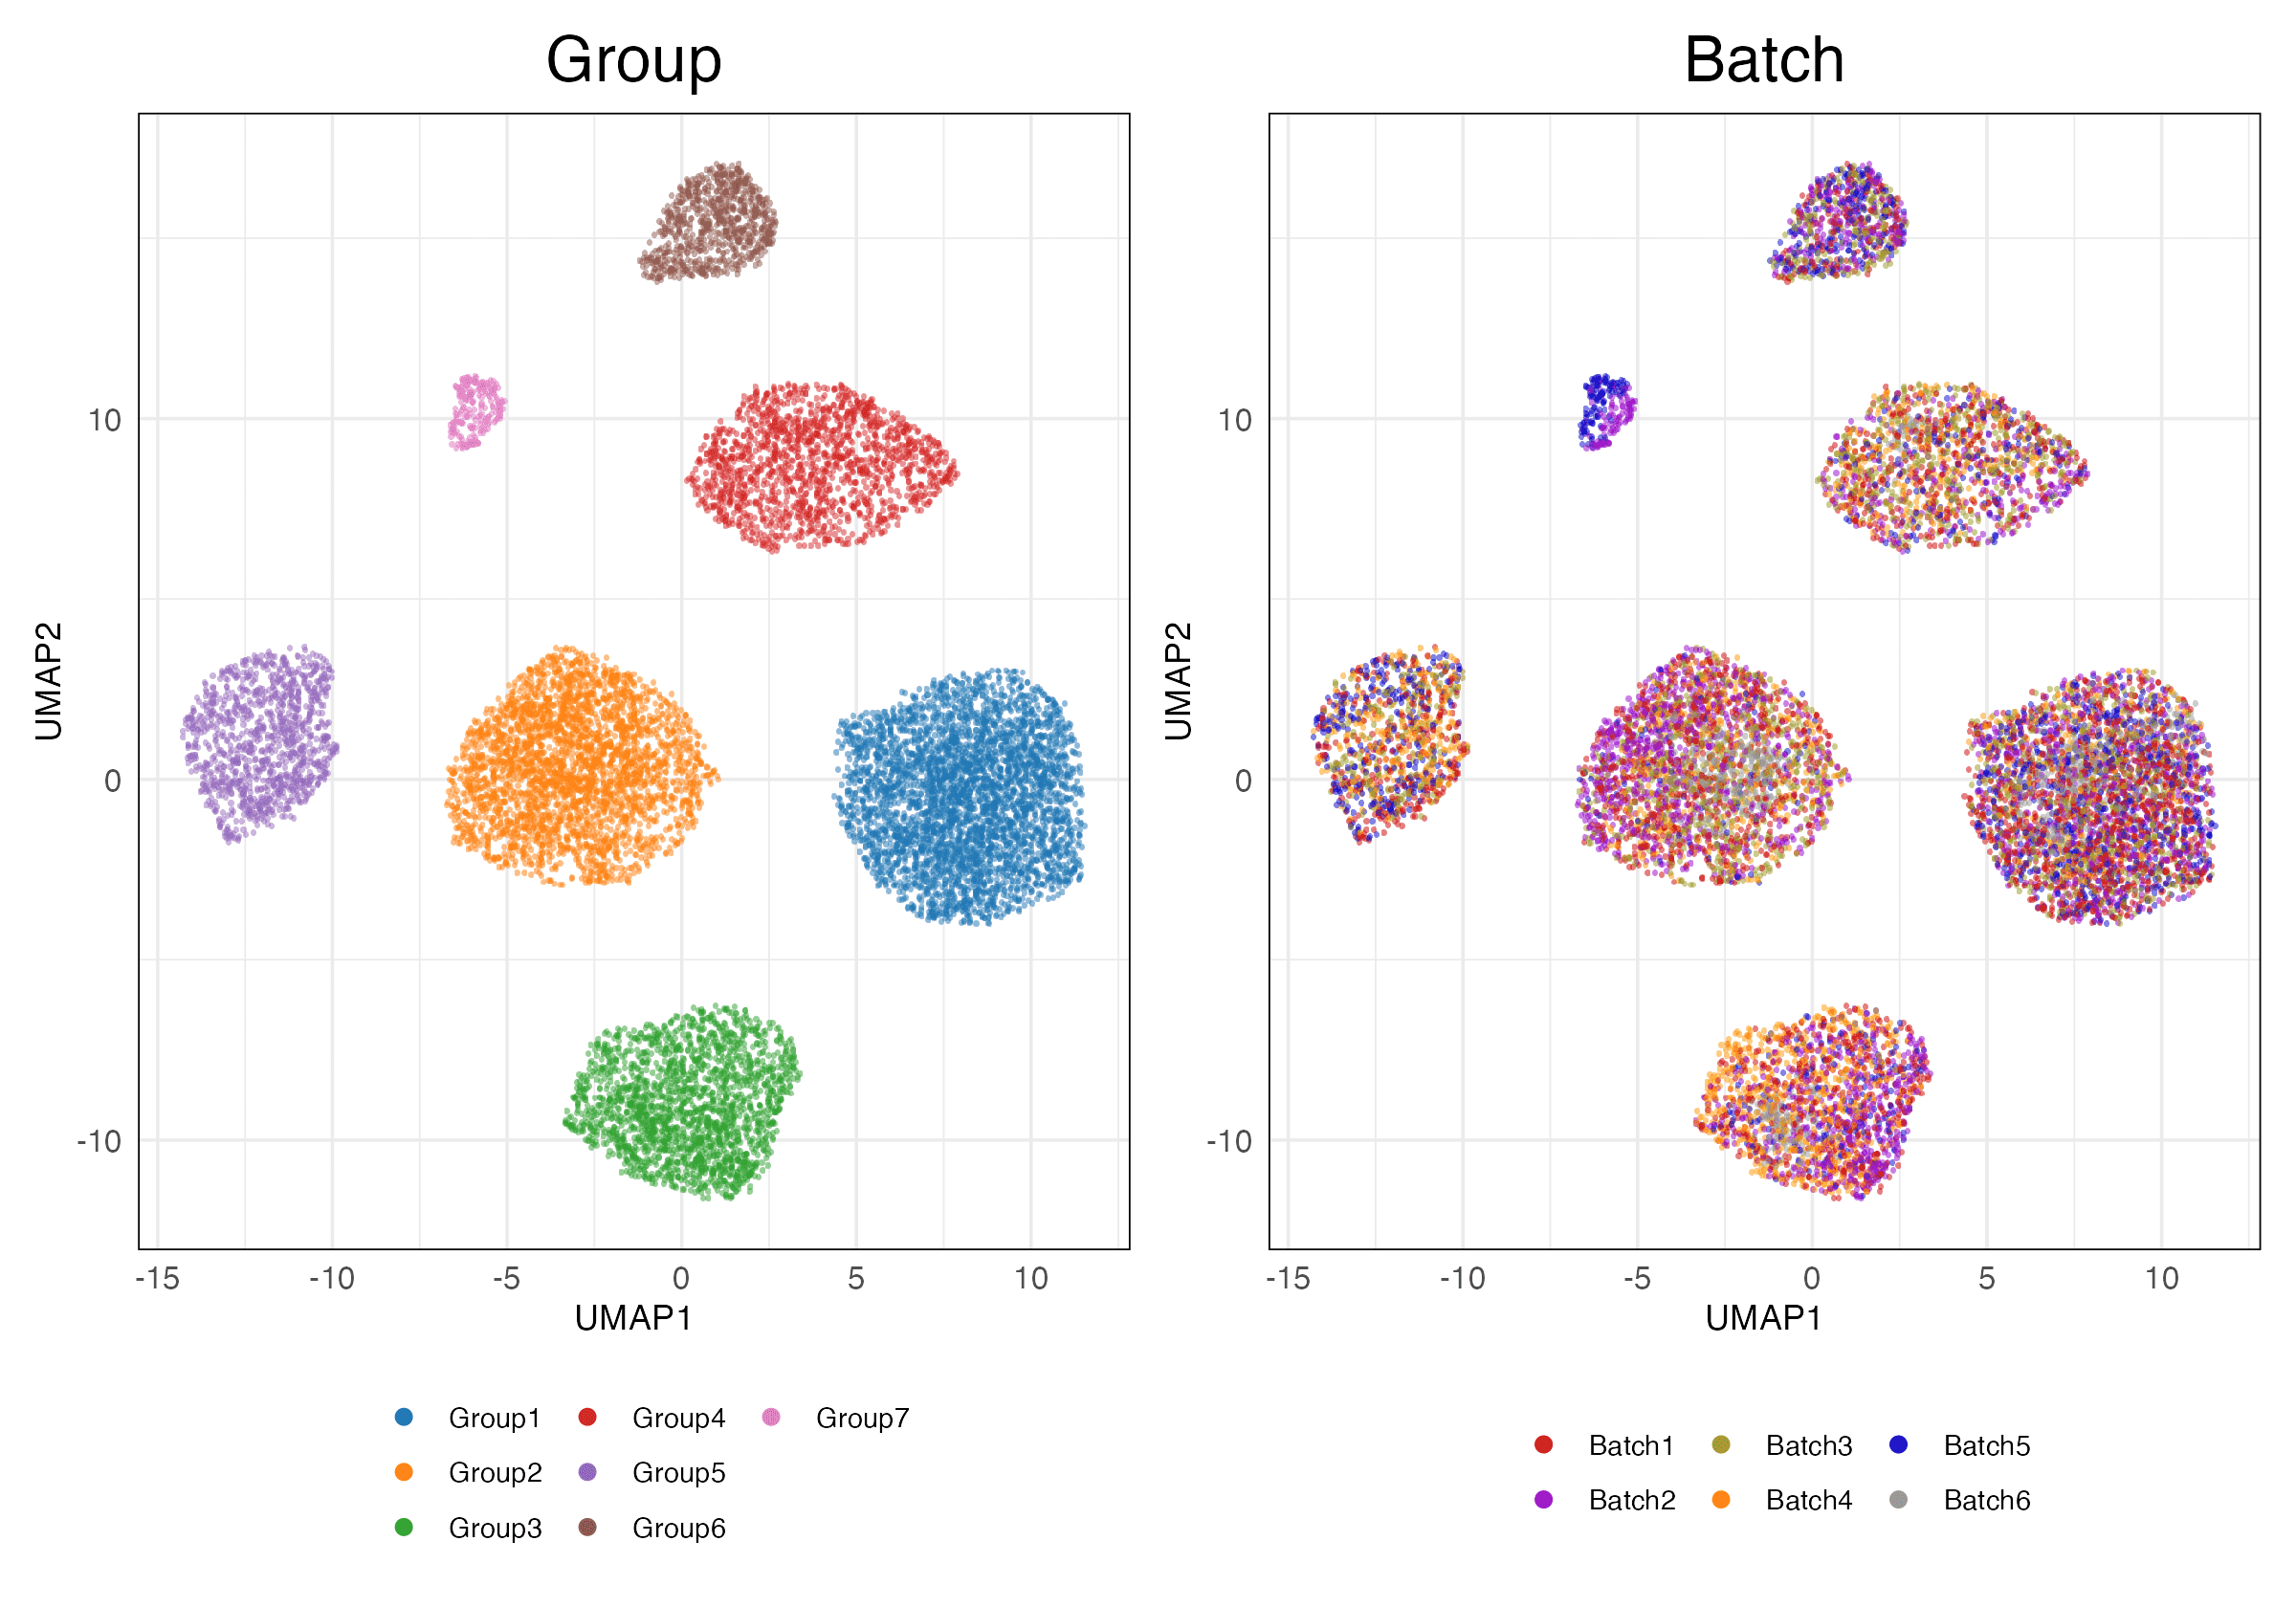 Group
Batch
UMAP2
10
0
-10
-15 -10 -5 0 5 10
UMAP1
UMAP2
10
0
-10
-15 -10 -5 0 5 10
UMAP1
Group1 Group4 Group7
Group2 Group5
Group3 Group6
Batch1 Batch3 Batch5
Batch2 Batch4 Batch6